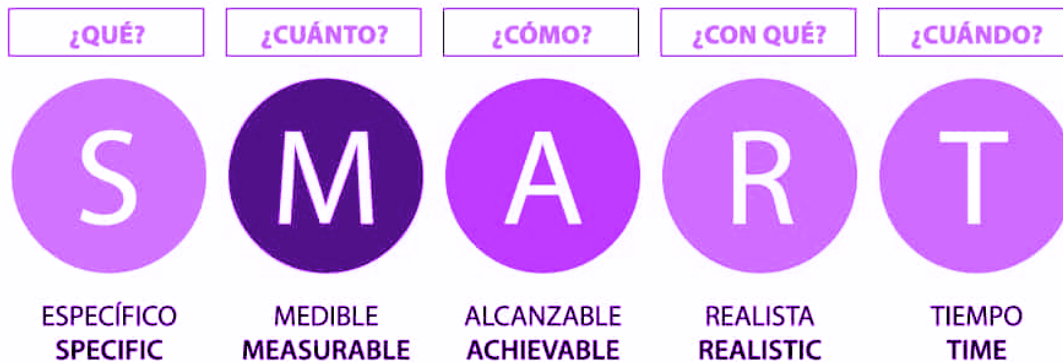 ¿QUÉ? ¿CUÁNTO? ¿CÓMO? ¿CON QUÉ? ¿CUÁNDO?
S M A R T
ESPECÍFICO MEDIBLE ALCANZABLE REALISTA TIEMPO
SPECIFIC MEASURABLE ACHIEVABLE REALISTIC TIME